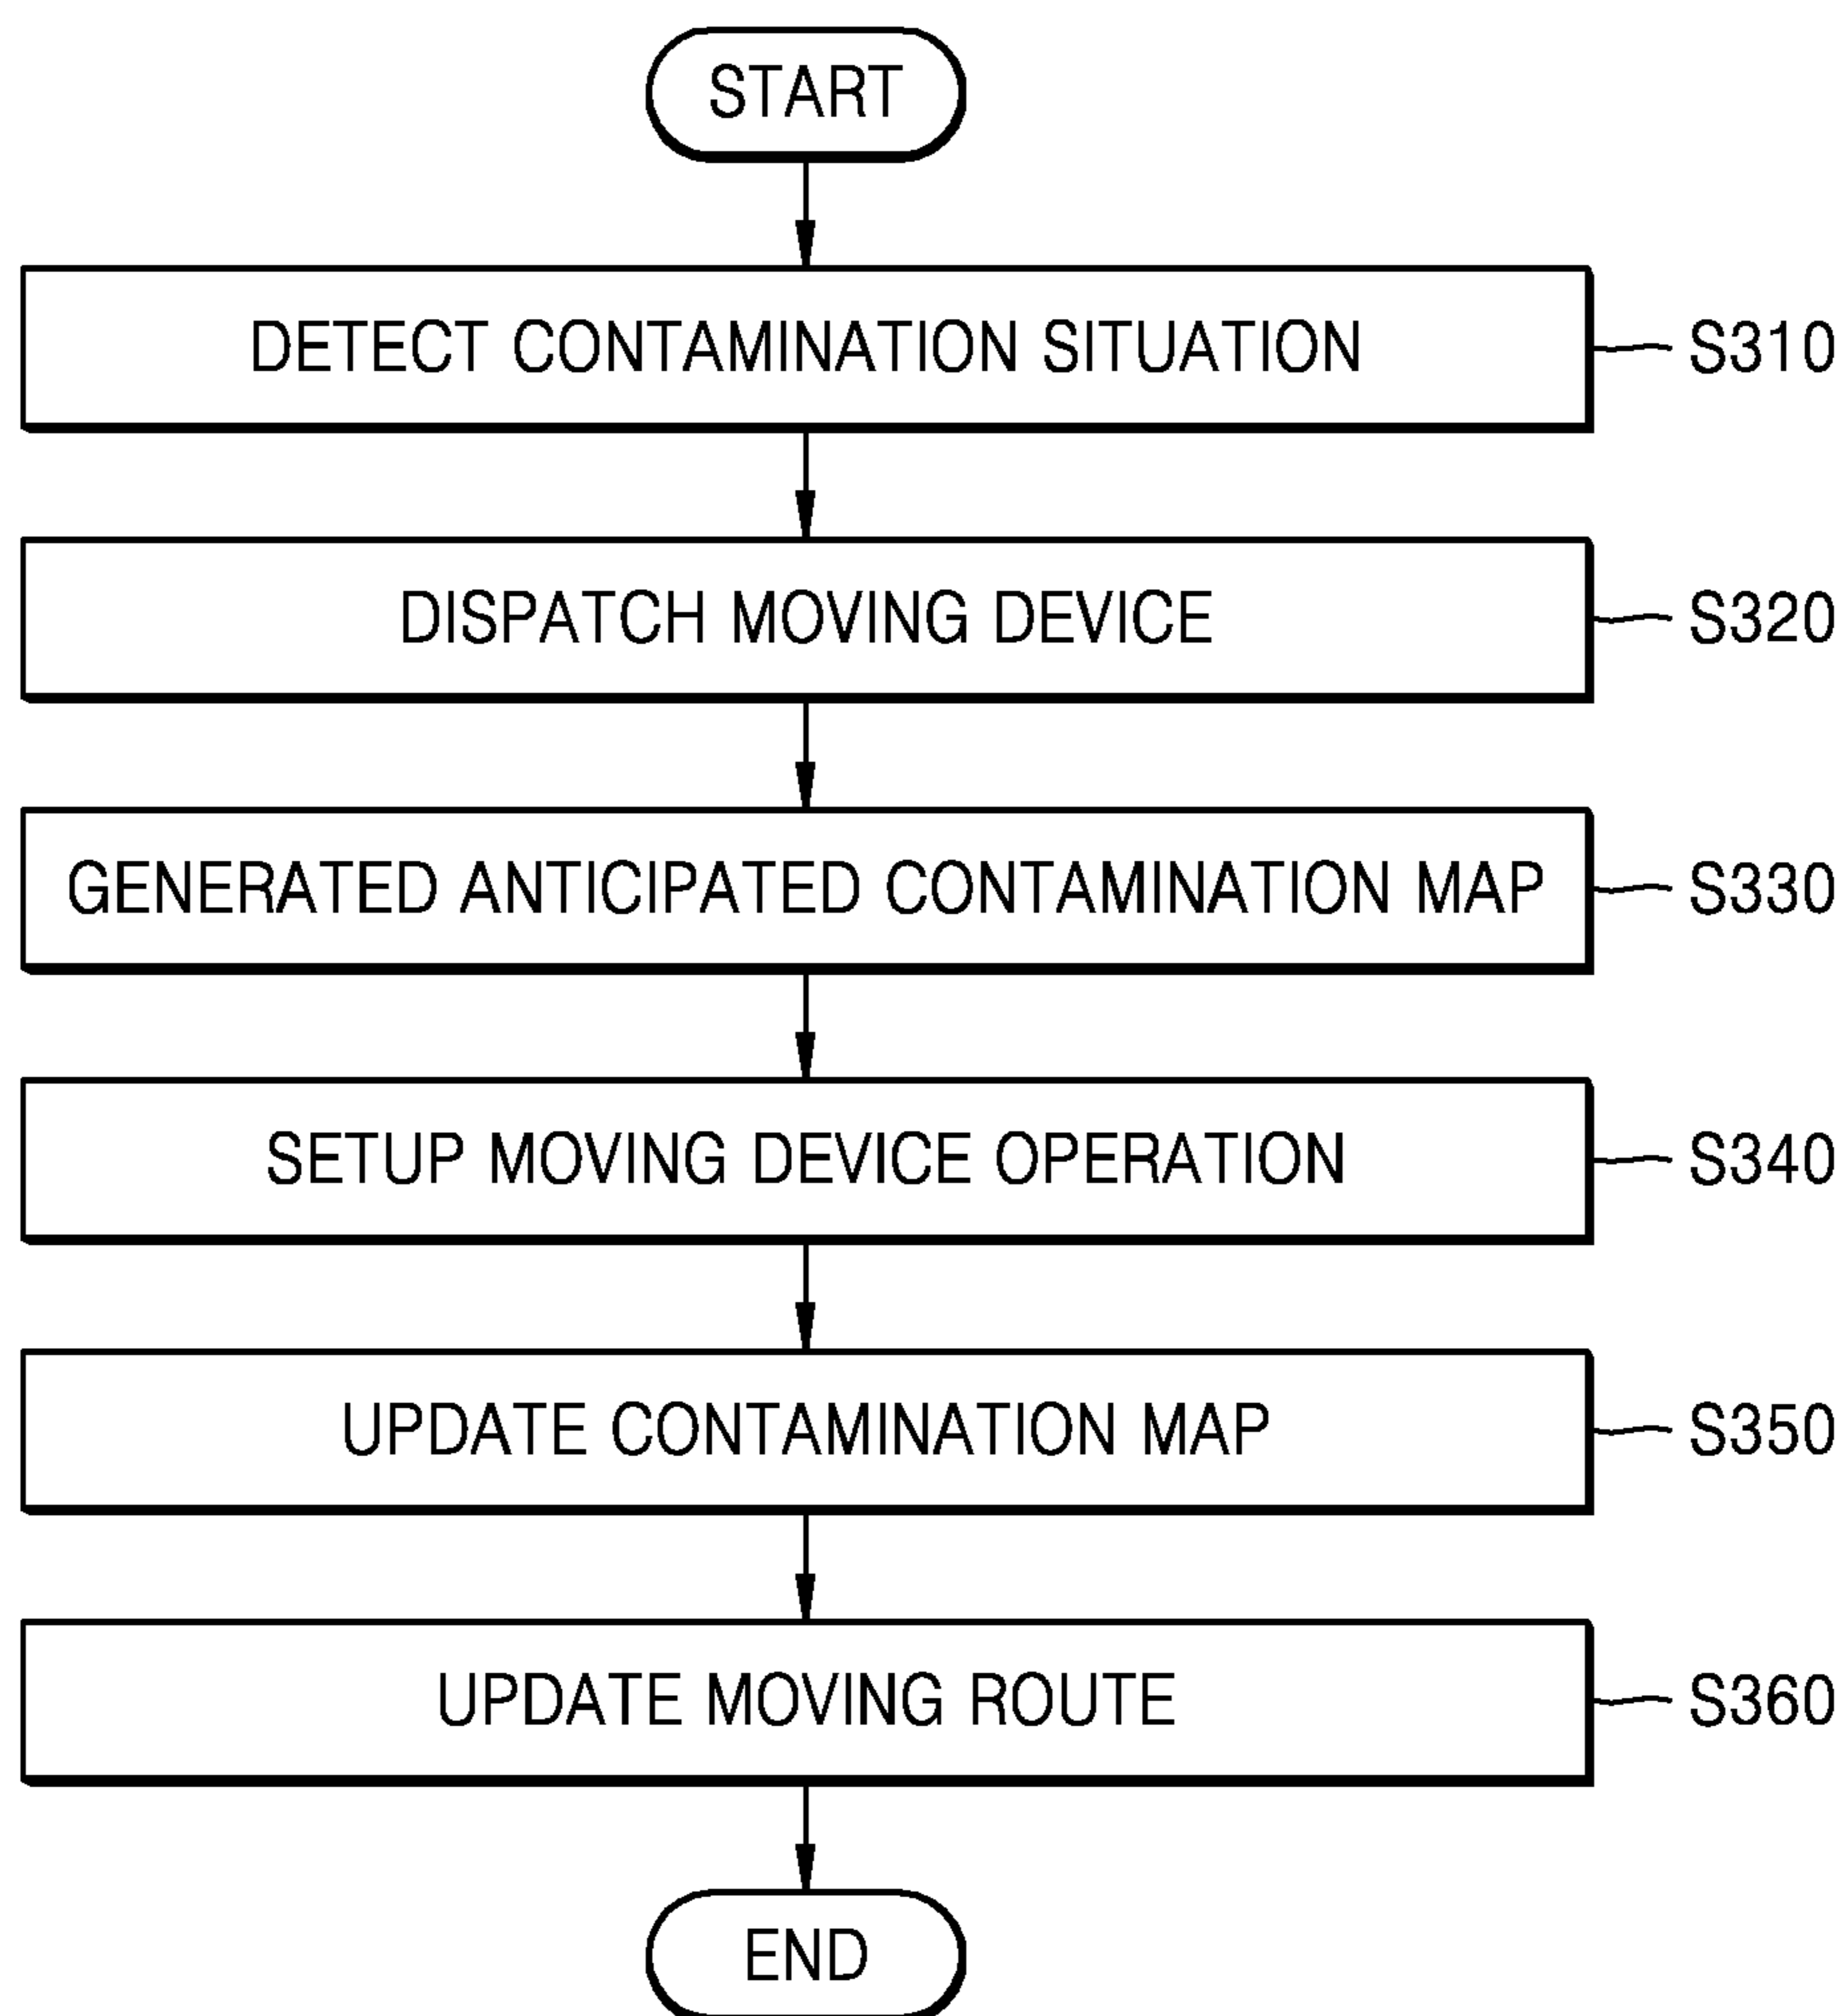 START
DETECT CONTAMINATION SITUATION
S310
DISPATCH MOVING DEVICE
S320
GENERATED ANTICIPATED CONTAMINATION MAP
S330
SETUP MOVING DEVICE OPERATION
S340
UPDATE CONTAMINATION MAP
S350
UPDATE MOVING ROUTE
S360
END